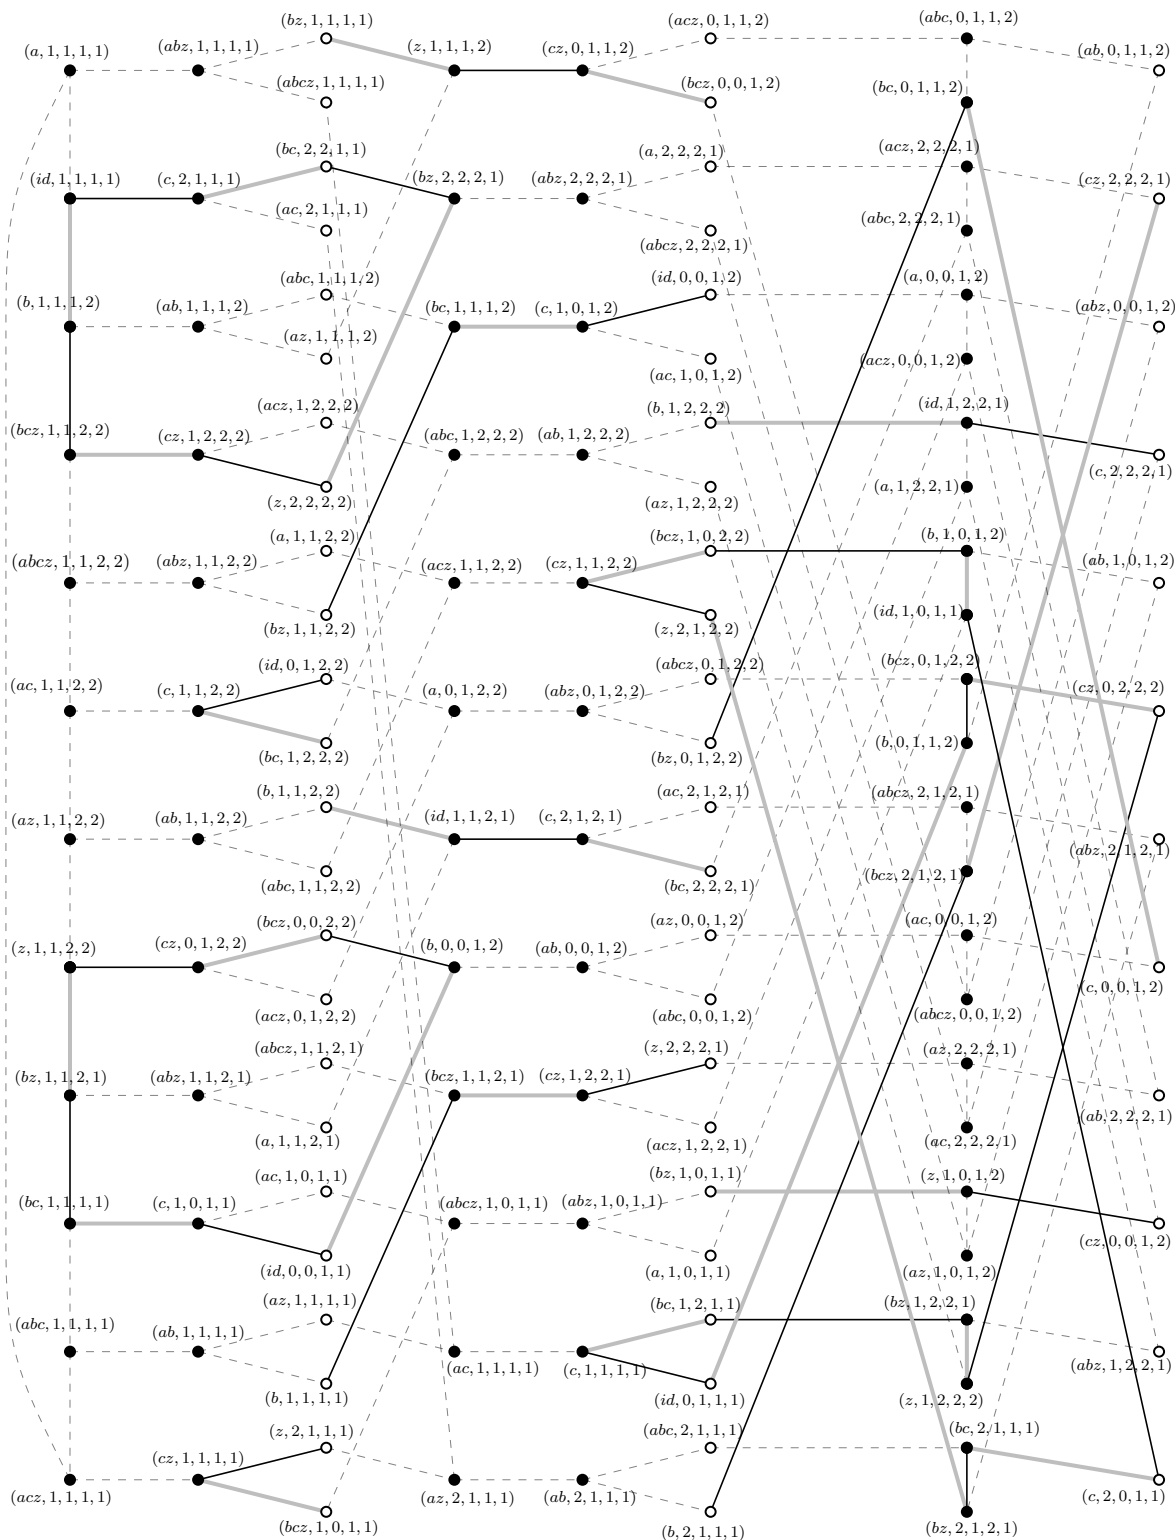 (bz, 1, 1, 1, 1)
(acz, 0, 1, 1, 2)
(abc, 0, 1, 1, 2)
(a, 1, 1, 1, 1)
(abz, 1, 1, 1, 1)
(z, 1, 1, 1, 2)
(cz, 0, 1, 1, 2)
(ab, 0, 1, 1, 2)
(abcz, 1, 1, 1, 1)
(bcz, 0, 0, 1, 2)
(bc, 0, 1, 1, 2)
(bc, 2, 2, 1, 1)
(a, 2, 2, 2, 1)
(acz, 2, 2, 2, 1)
(id, 1, 1, 1, 1)
(c, 2, 1, 1, 1)
(bz, 2, 2, 2, 1)
(abz, 2, 2, 2, 1)
(cz, 2, 2, 2, 1)
(ac, 2, 1, 1, 1)
(abcz, 2, 2, 2, 1)
(abc, 2, 2, 2, 1)
(abc, 1, 1, 1, 2)
(id, 0, 0, 1, 2)
(a, 0, 0, 1, 2)
(b, 1, 1, 1, 2)
(ab, 1, 1, 1, 2)
(bc, 1, 1, 1, 2)
(c, 1, 0, 1, 2)
(abz, 0, 0, 1, 2)
(az, 1, 1, 1, 2)
(ac, 1, 0, 1, 2)
(acz, 0, 0, 1, 2)
(acz, 1, 2, 2, 2)
(b, 1, 2, 2, 2)
(id, 1, 2, 2, 1)
(bcz, 1, 1, 2, 2)
(cz, 1, 2, 2, 2)
(abc, 1, 2, 2, 2)
(ab, 1, 2, 2, 2)
(c, 2, 2, 2, 1)
(z, 2, 2, 2, 2)
(az, 1, 2, 2, 2)
(a, 1, 2, 2, 1)
(a, 1, 1, 2, 2)
(bcz, 1, 0, 2, 2)
(b, 1, 0, 1, 2)
(abcz, 1, 1, 2, 2)
(abz, 1, 1, 2, 2)
(acz, 1, 1, 2, 2)
(cz, 1, 1, 2, 2)
(ab, 1, 0, 1, 2)
(bz, 1, 1, 2, 2)
(z, 2, 1, 2, 2)
(id, 1, 0, 1, 1)
(id, 0, 1, 2, 2)
(abcz, 0, 1, 2, 2)
(bcz, 0, 1, 2, 2)
(ac, 1, 1, 2, 2)
(c, 1, 1, 2, 2)
(a, 0, 1, 2, 2)
(abz, 0, 1, 2, 2)
(cz, 0, 2, 2, 2)
(bc, 1, 2, 2, 2)
(bz, 0, 1, 2, 2)
(b, 0, 1, 1, 2)
(b, 1, 1, 2, 2)
(ac, 2, 1, 2, 1)
(abcz, 2, 1, 2, 1)
(az, 1, 1, 2, 2)
(ab, 1, 1, 2, 2)
(id, 1, 1, 2, 1)
(c, 2, 1, 2, 1)
(abz, 2, 1, 2, 1)
(abc, 1, 1, 2, 2)
(bc, 2, 2, 2, 1)
(bcz, 2, 1, 2, 1)
(bcz, 0, 0, 2, 2)
(az, 0, 0, 1, 2)
(ac, 0, 0, 1, 2)
(z, 1, 1, 2, 2)
(cz, 0, 1, 2, 2)
(b, 0, 0, 1, 2)
(ab, 0, 0, 1, 2)
(c, 0, 0, 1, 2)
(acz, 0, 1, 2, 2)
(abc, 0, 0, 1, 2)
(abcz, 0, 0, 1, 2)
(abcz, 1, 1, 2, 1)
(z, 2, 2, 2, 1)
(az, 2, 2, 2, 1)
(bz, 1, 1, 2, 1)
(abz, 1, 1, 2, 1)
(bcz, 1, 1, 2, 1)
(cz, 1, 2, 2, 1)
(ab, 2, 2, 2, 1)
(a, 1, 1, 2, 1)
(acz, 1, 2, 2, 1)
(ac, 2, 2, 2, 1)
(ac, 1, 0, 1, 1)
(bz, 1, 0, 1, 1)
(z, 1, 0, 1, 2)
(bc, 1, 1, 1, 1)
(c, 1, 0, 1, 1)
(abcz, 1, 0, 1, 1)
(abz, 1, 0, 1, 1)
(cz, 0, 0, 1, 2)
(id, 0, 0, 1, 1)
(a, 1, 0, 1, 1)
(az, 1, 0, 1, 2)
(az, 1, 1, 1, 1)
(bc, 1, 2, 1, 1)
(bz, 1, 2, 2, 1)
(abc, 1, 1, 1, 1)
(ab, 1, 1, 1, 1)
(ac, 1, 1, 1, 1)
(c, 1, 1, 1, 1)
(abz, 1, 2, 2, 1)
(b, 1, 1, 1, 1)
(id, 0, 1, 1, 1)
(z, 1, 2, 2, 2)
(z, 2, 1, 1, 1)
(abc, 2, 1, 1, 1)
(bc, 2, 1, 1, 1)
(cz, 1, 1, 1, 1)
(acz, 1, 1, 1, 1)
(az, 2, 1, 1, 1)
(ab, 2, 1, 1, 1)
(c, 2, 0, 1, 1)
(bcz, 1, 0, 1, 1)
(b, 2, 1, 1, 1)
(bz, 2, 1, 2, 1)